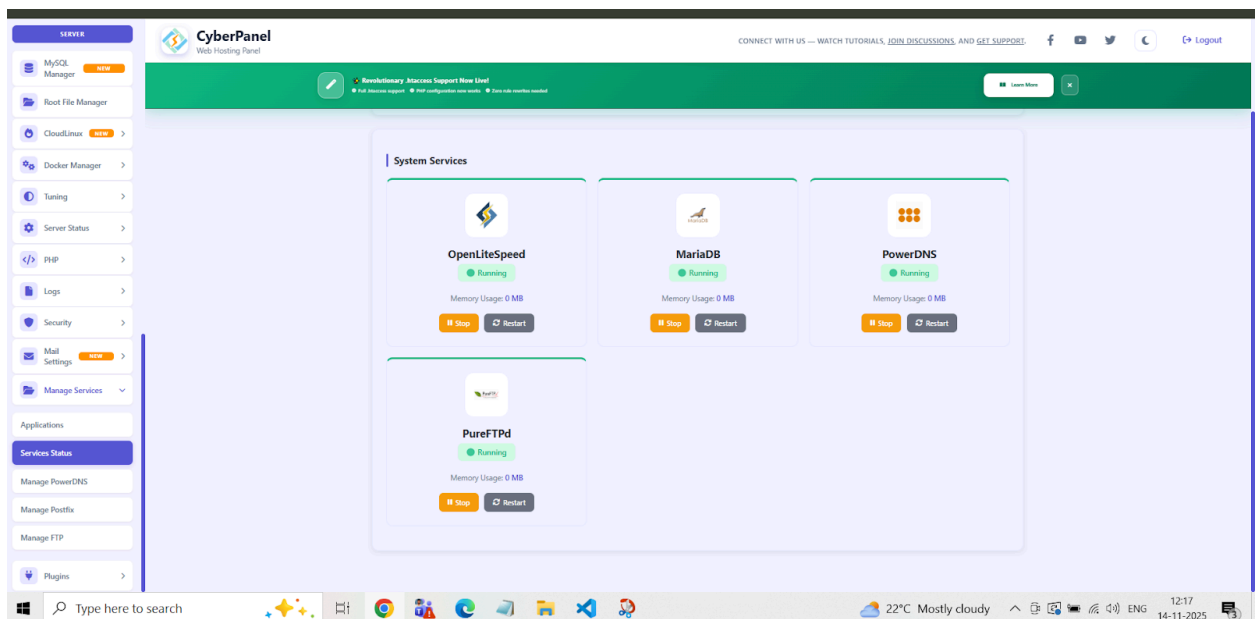 SERVER
MySQL Manager NEW
Root File Manager
CloudLinux NEW
Docker Manager
Tuning
Server Status
PHP
Logs
Security
Mail Settings NEW
Manage Services
Applications
Services Status
Manage PowerDNS
Manage Postfix
Manage FTP
Plugins
CyberPanel
Web Hosting Panel
CONNECT WITH US — WATCH TUTORIALS, JOIN DISCUSSIONS, AND GET SUPPORT.
Logout
Revolutionary .htaccess Support Now Live!
Full .htaccess support PHP configuration now works Zero rule rewrites needed
Learn More
System Services
OpenLiteSpeed
Running
Memory Usage: 0 MB
Stop Restart
MariaDB
MariaDB
Running
Memory Usage: 0 MB
Stop Restart
PowerDNS
Running
Memory Usage: 0 MB
Stop Restart
PureFTPd
Running
Memory Usage: 0 MB
Stop Restart
Type here to search
22°C Mostly cloudy
ENG
12:17
14-11-2025
3